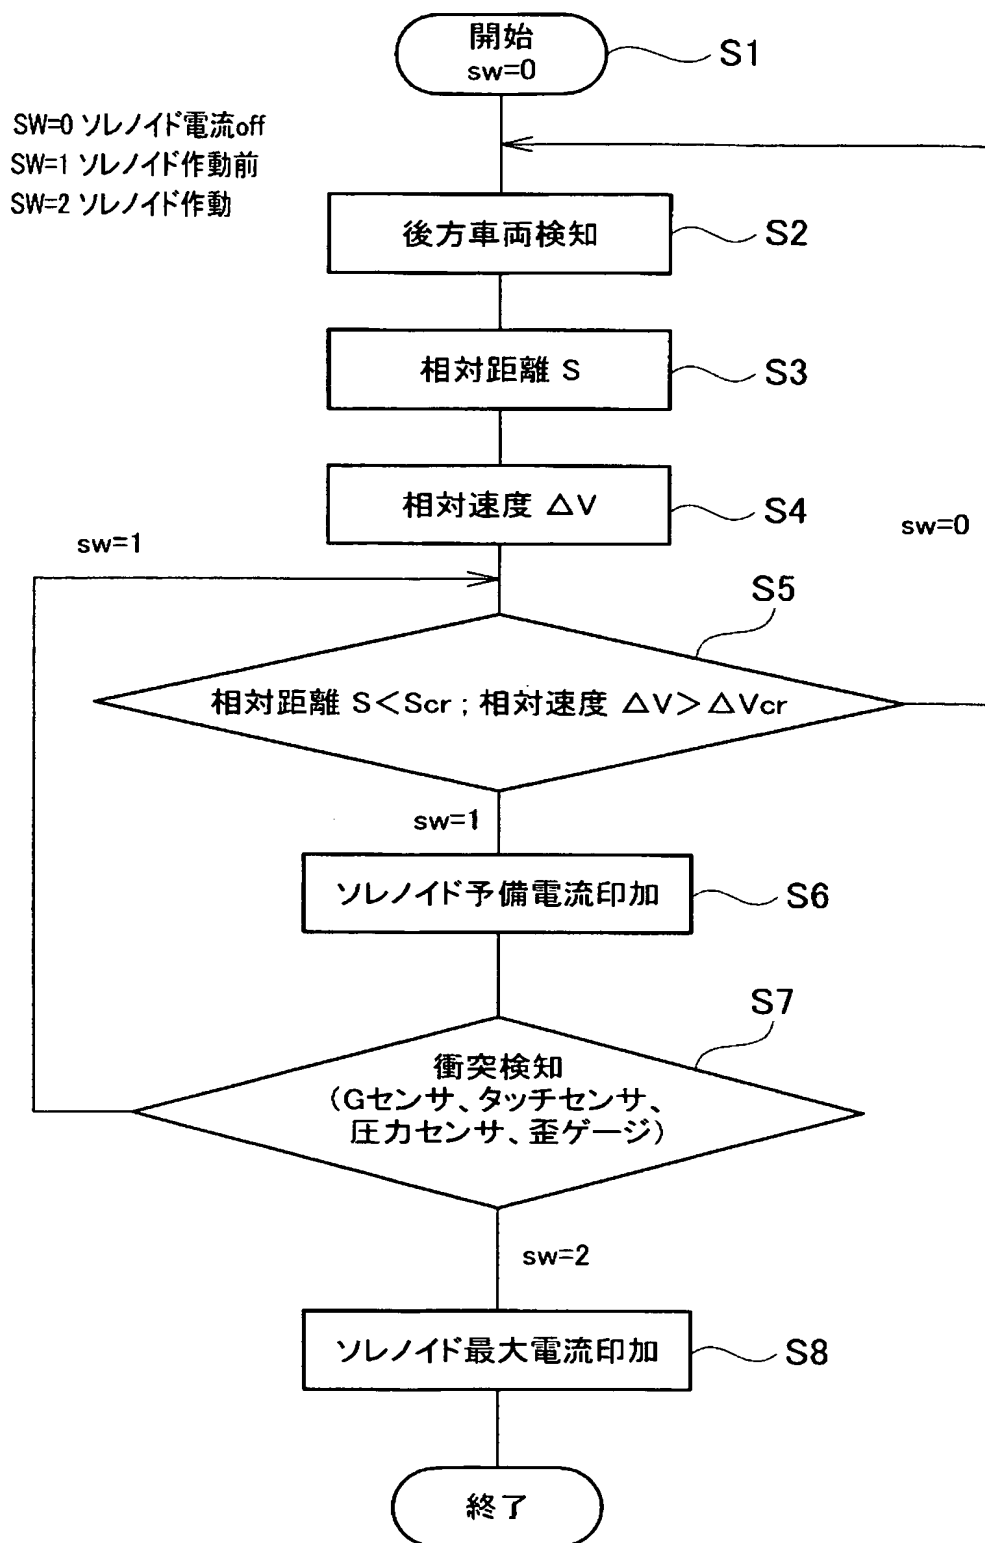 開始
sw=0
S1
SW=0 ソレノイド電流off
SW=1 ソレノイド作動前
SW=2 ソレノイド作動
後方車両検知
S2
相対距離 S
S3
相対速度 △V
S4
sw=1
sw=0
S5
相対距離 S<Scr ; 相対速度 △V>△Vcr
sw=1
ソレノイド予備電流印加
S6
S7
衝突検知
(Gセンサ、タッチセンサ、
圧力センサ、歪ゲージ)
sw=2
ソレノイド最大電流印加
S8
終了